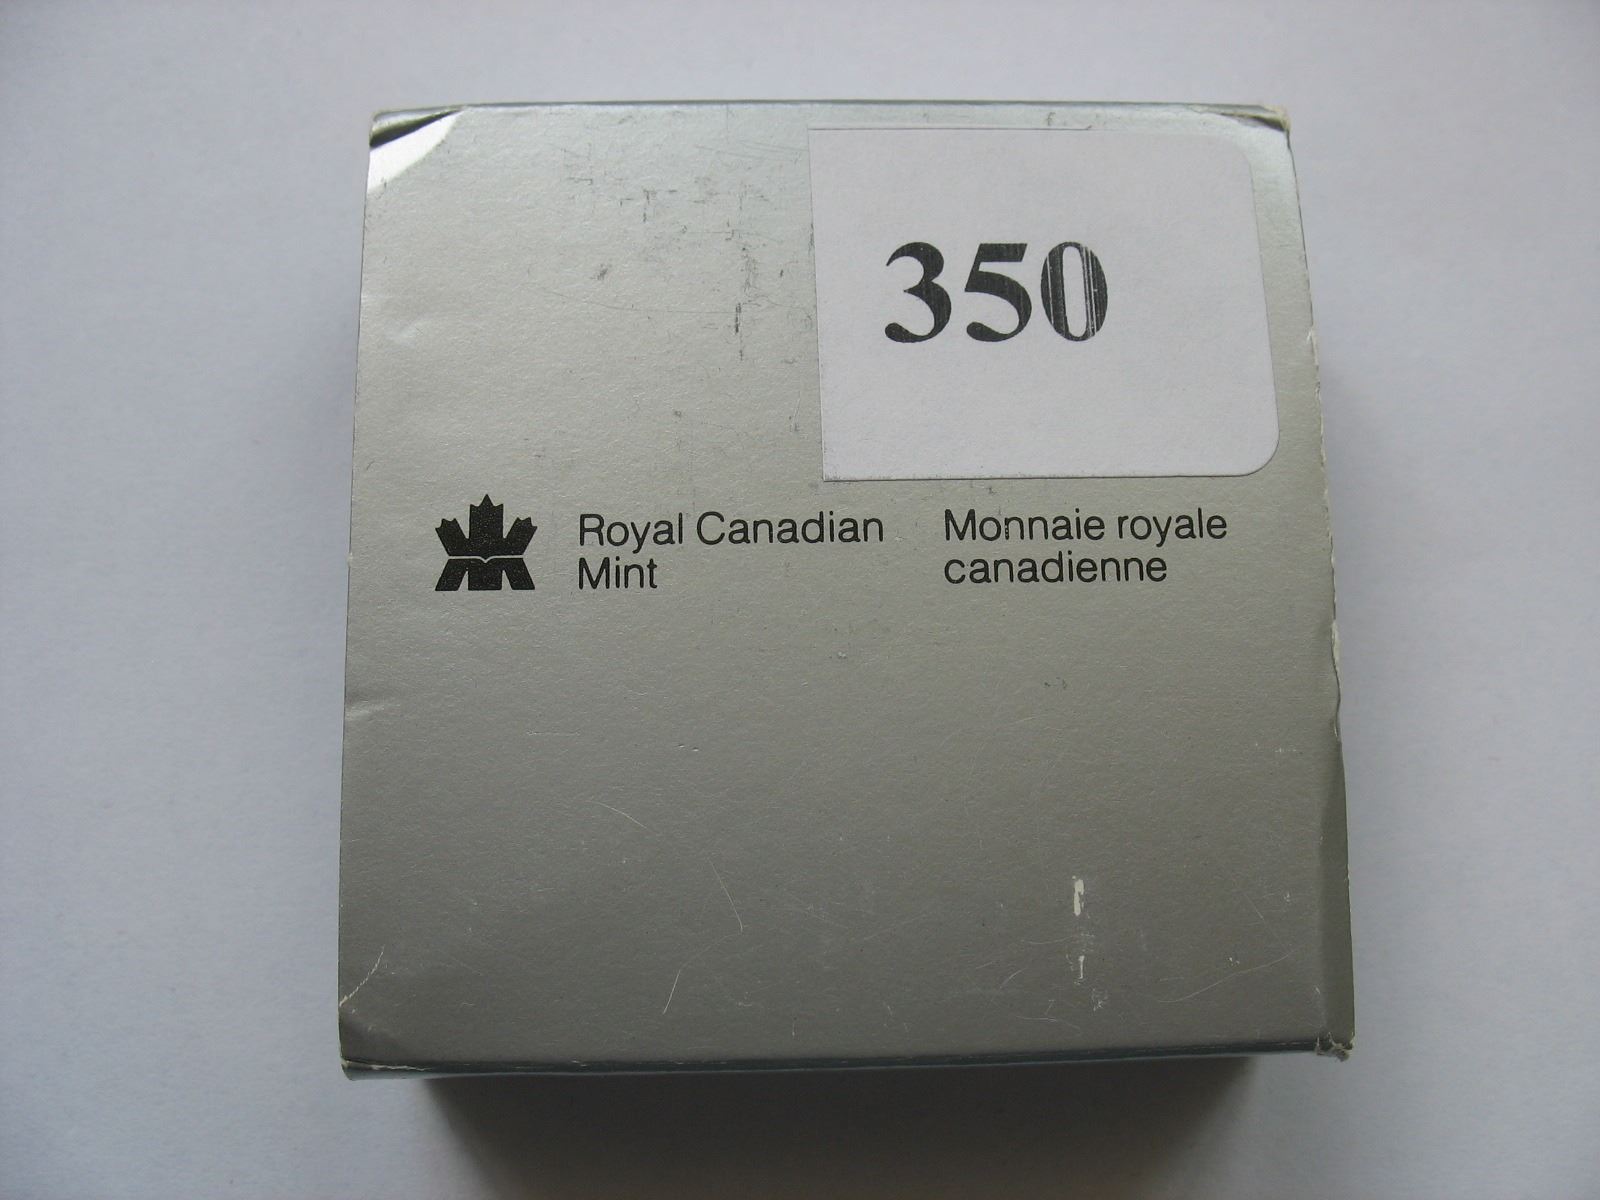 350
Royal Canadian
Mint
Monnaie royale
canadienne